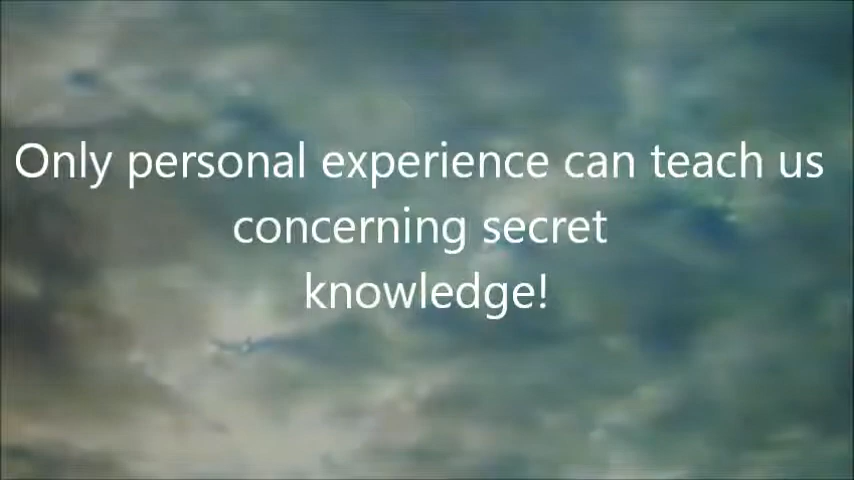 Only personal experience can teach us
concerning secret
knowledge!